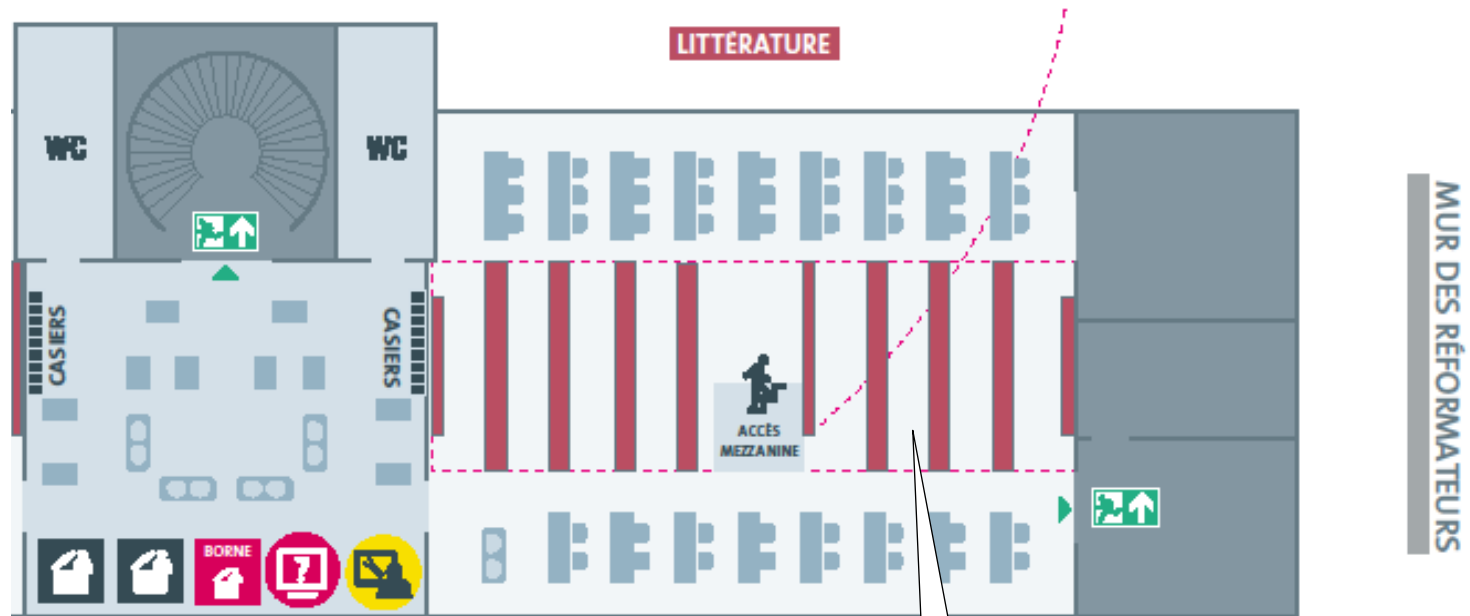 LITTÉRATURE
WC
WC
CASIERS
CASIERS
ACCÈS
MEZZANINE
BORNE
?
MUR DES RÉFORMATEURS